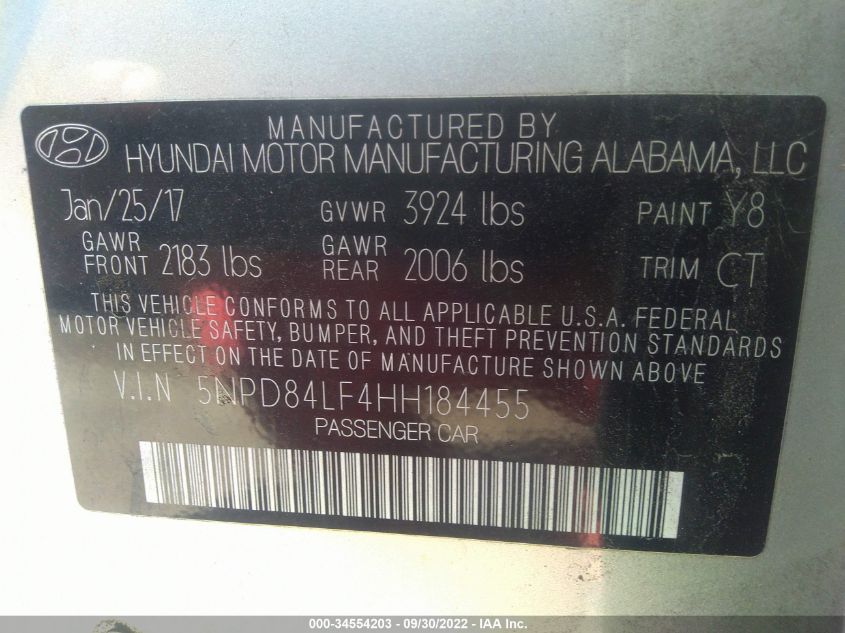 MANUFACTURED BY
HYUNDAI MOTOR MANUFACTURING ALABAMA, LLC
Jan/25/17 GVWR 3924 lbs PAINT Y8
GAWR FRONT 2183 lbs GAWR REAR 2006 lbs TRIM CT
THIS VEHICLE CONFORMS TO ALL APPLICABLE U.S.A. FEDERAL
MOTOR VEHICLE SAFETY, BUMPER, AND THEFT PREVENTION STANDARDS
IN EFFECT ON THE DATE OF MANUFACTURE SHOWN ABOVE
V.I.N 5NPD84LF4HH184455
PASSENGER CAR
000-34554203 - 09/30/2022 - IAA Inc.